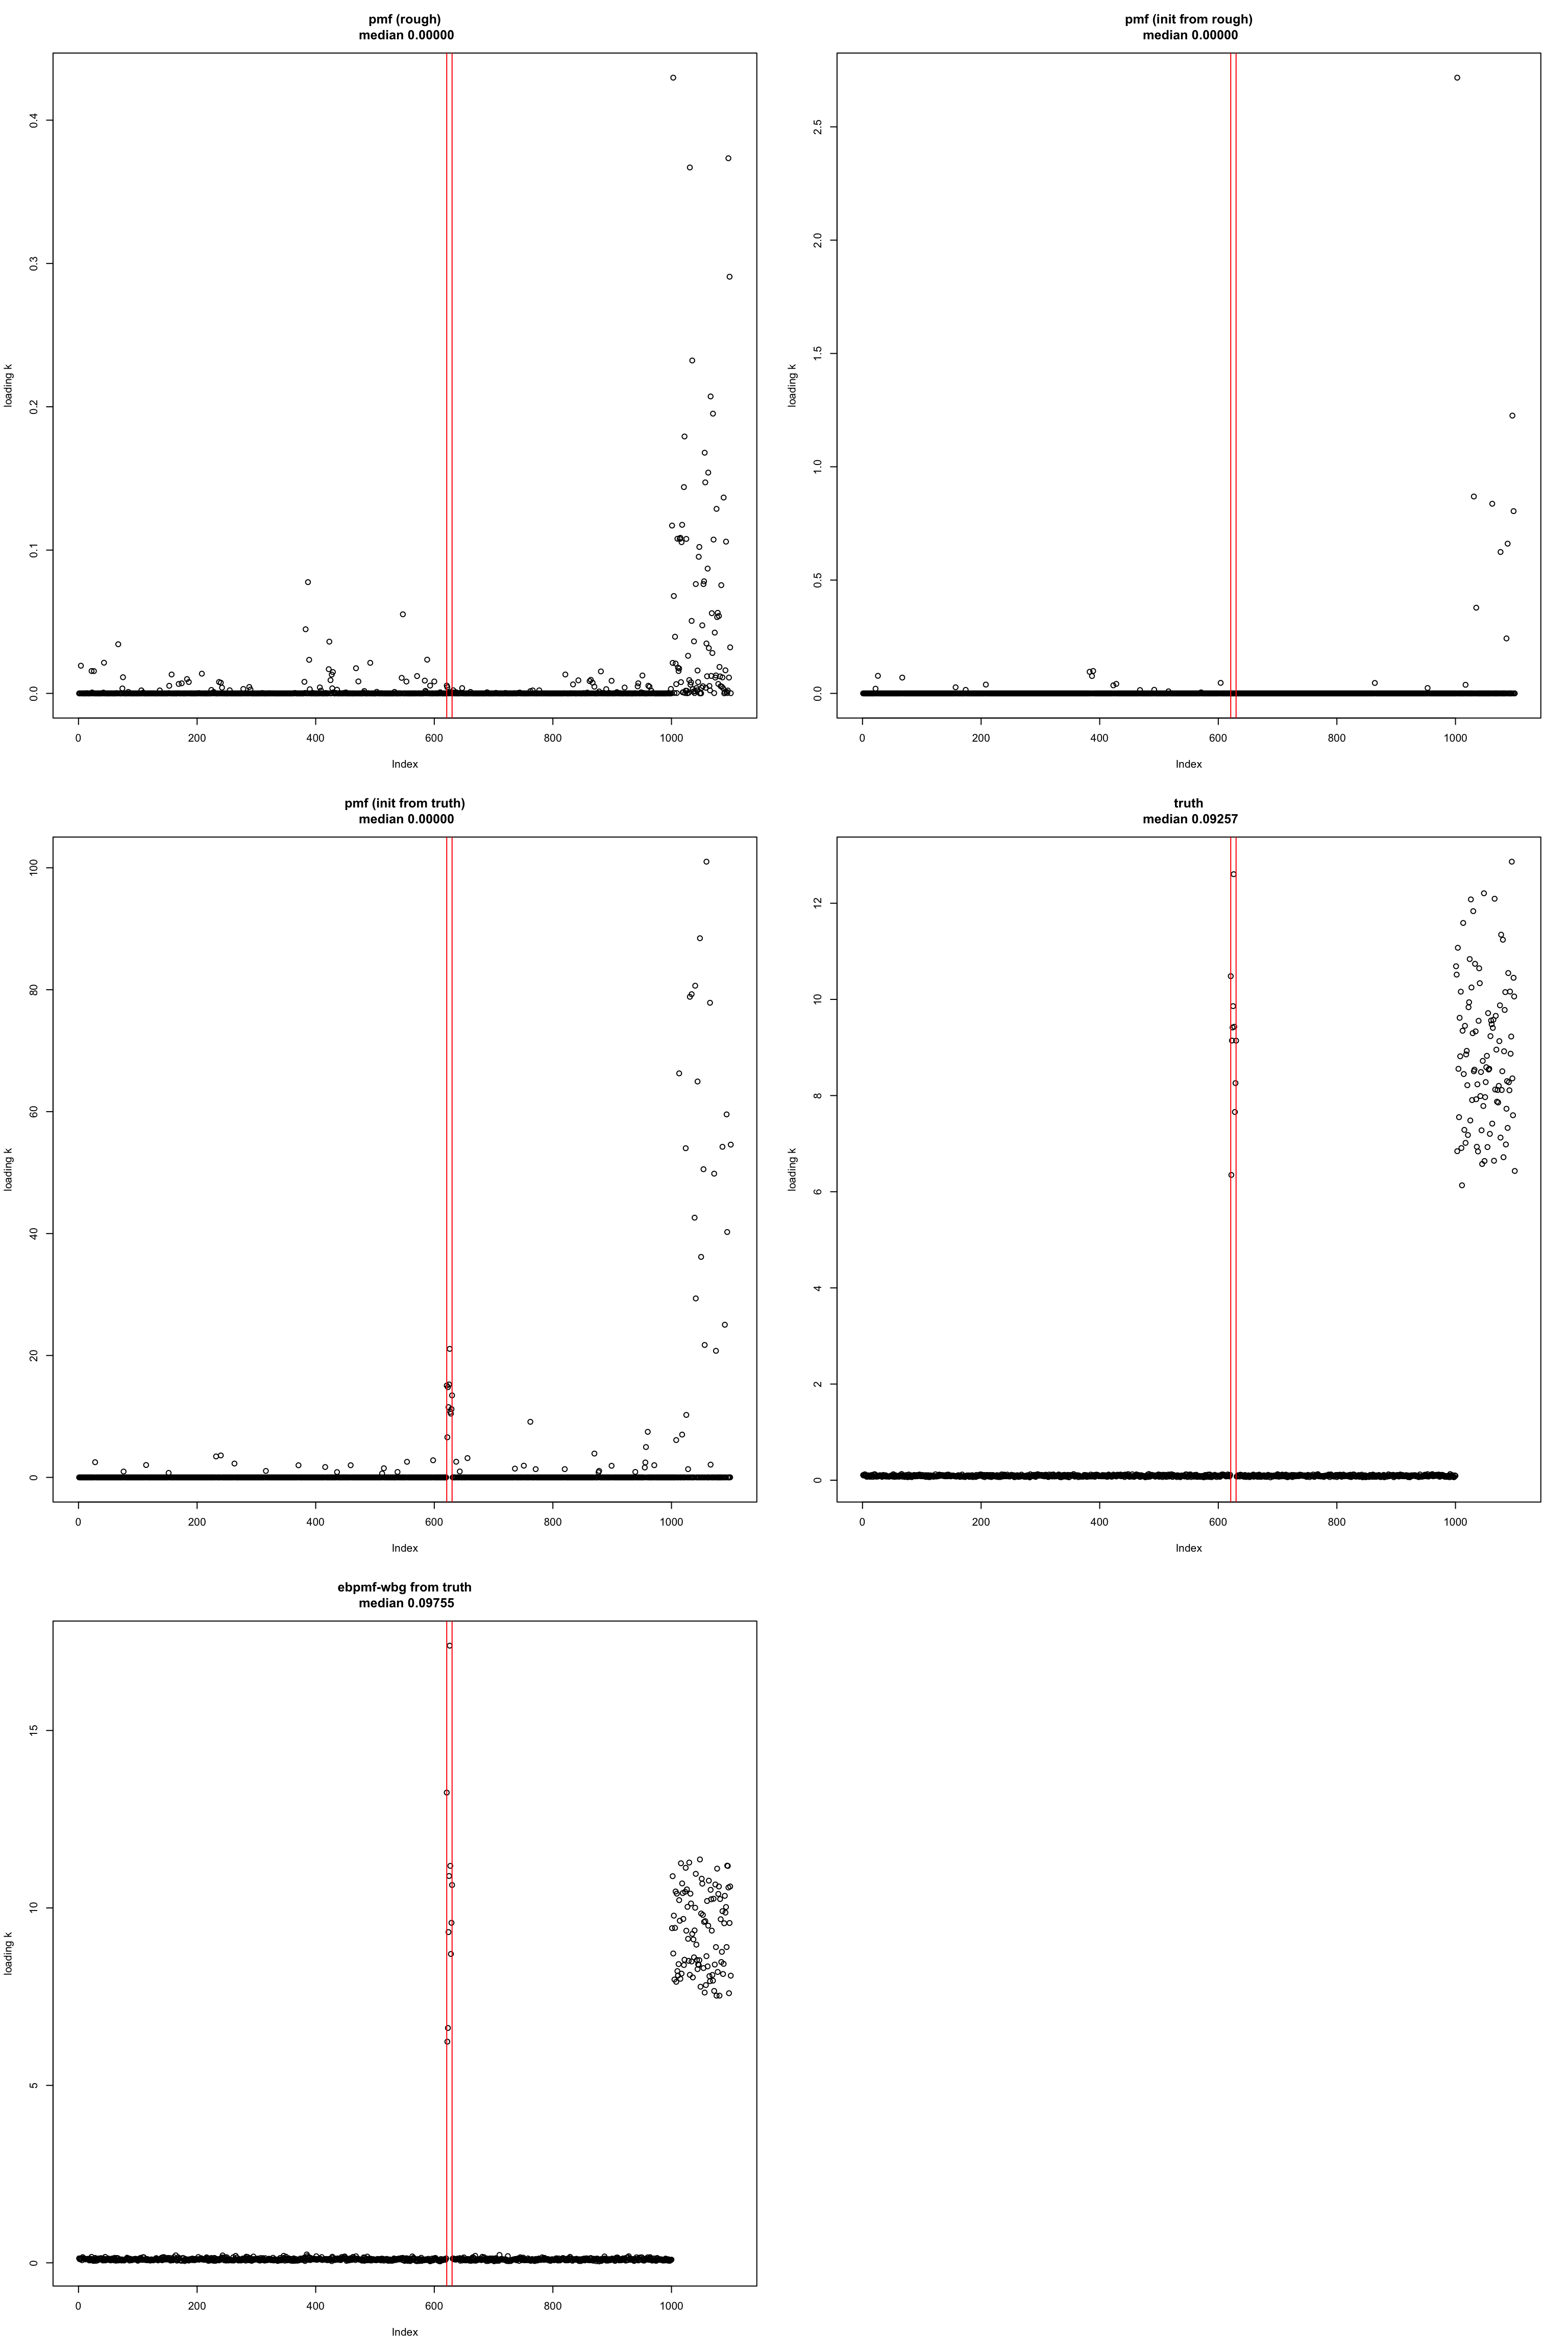 pmf (rough)
median 0.00000
loading k
0.0
0.1
0.2
0.3
0.4
0
200
400
600
800
1000
Index
pmf (init from rough)
median 0.00000
loading k
0.0
0.5
1.0
1.5
2.0
2.5
0
200
400
600
800
1000
Index
pmf (init from truth)
median 0.00000
loading k
0
20
40
60
80
100
0
200
400
600
800
1000
Index
truth
median 0.09257
loading k
0
2
4
6
8
10
12
0
200
400
600
800
1000
Index
ebpmf-wbg from truth
median 0.09755
loading k
0
5
10
15
0
200
400
600
800
1000
Index